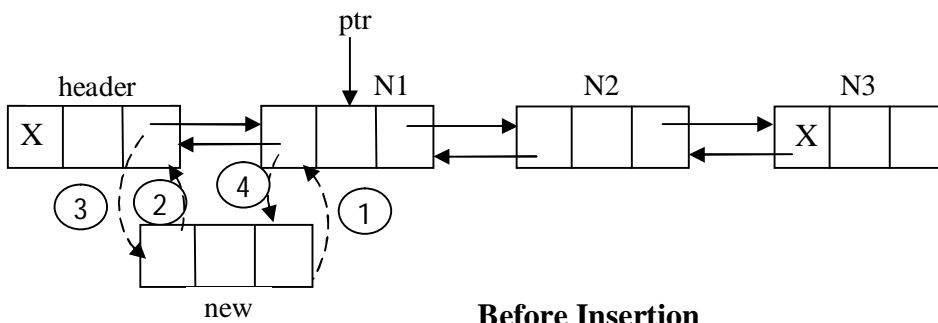 ptr
header N1 N2 N3
X X
3 2 4 1
new
Before Insertion